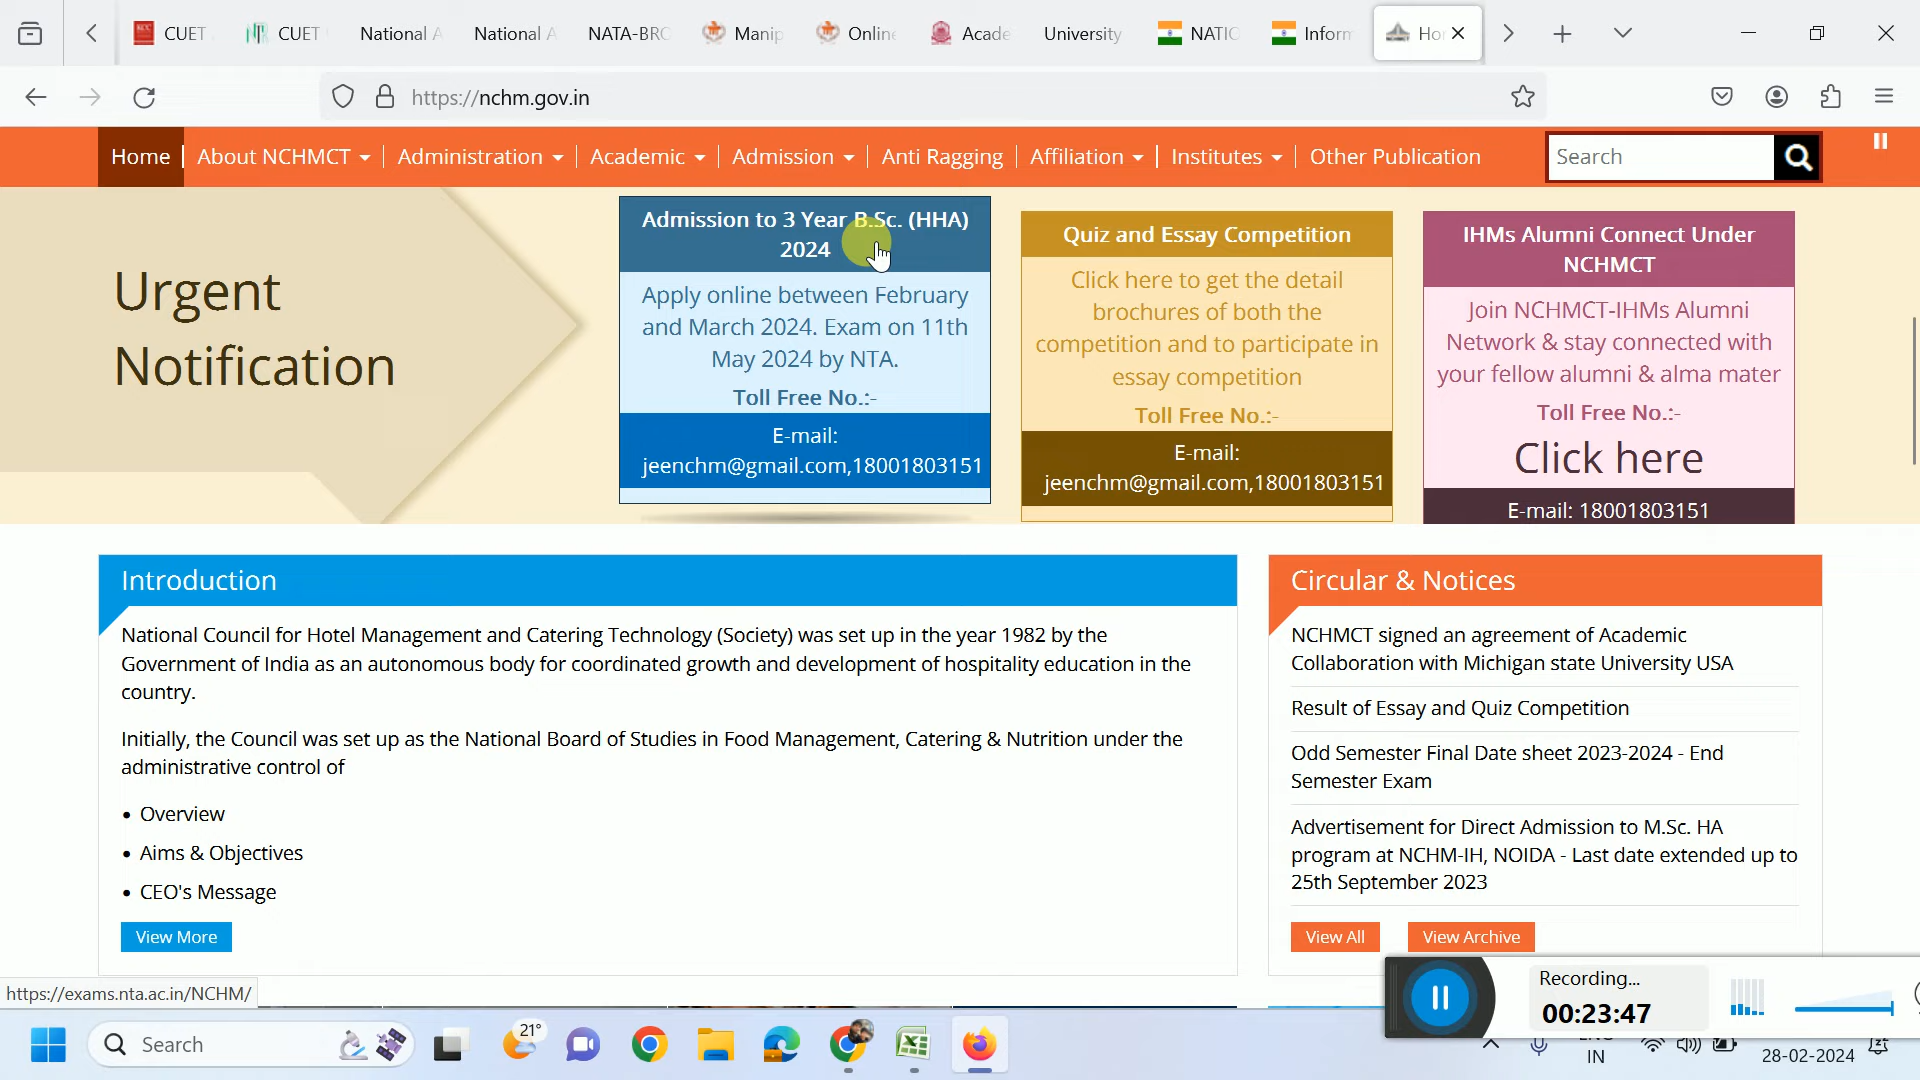 CUET
CUET
National A
National A
NATA-BRO
Manip
Online
Acade
University
NATIO
Inform
Ho
https://nchm.gov.in
Home
About NCHMCT
Administration
Academic
Admission
Anti Ragging
Affiliation
Institutes
Other Publication
Search
Urgent
Notification
Admission to 3 Year B.Sc. (HHA)
2024
Apply online between February
and March 2024. Exam on 11th
May 2024 by NTA.
Toll Free No.:-
E-mail:
jeenchm@gmail.com,18001803151
Quiz and Essay Competition
Click here to get the detail
brochures of both the
competition and to participate in
essay competition
Toll Free No.:-
E-mail:
jeenchm@gmail.com,18001803151
IHMs Alumni Connect Under
NCHMCT
Join NCHMCT-IHMs Alumni
Network & stay connected with
your fellow alumni & alma mater
Toll Free No.:-
Click here
E-mail: 18001803151
Introduction
National Council for Hotel Management and Catering Technology (Society) was set up in the year 1982 by the
Government of India as an autonomous body for coordinated growth and development of hospitality education in the
country.
Initially, the Council was set up as the National Board of Studies in Food Management, Catering & Nutrition under the
administrative control of
• Overview
• Aims & Objectives
• CEO's Message
View More
Circular & Notices
NCHMCT signed an agreement of Academic
Collaboration with Michigan state University USA
Result of Essay and Quiz Competition
Odd Semester Final Date sheet 2023-2024 - End
Semester Exam
Advertisement for Direct Admission to M.Sc. HA
program at NCHM-IH, NOIDA - Last date extended up to
25th September 2023
View All
View Archive
Recording...
00:23:47
https://exams.nta.ac.in/NCHM/
Search
21°
IN
28-02-2024